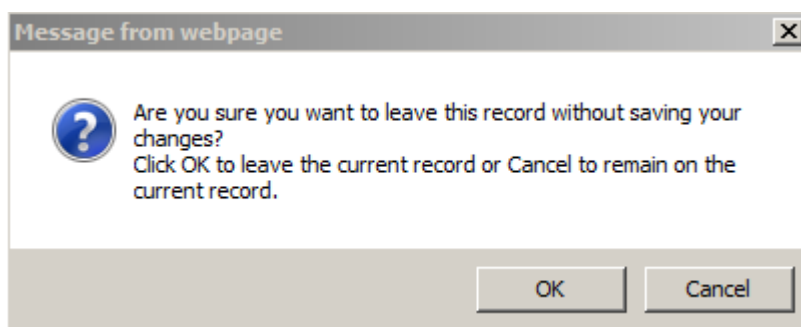 Message from webpage
Are you sure you want to leave this record without saving your
changes?
Click OK to leave the current record or Cancel to remain on the
current record.
OK
Cancel